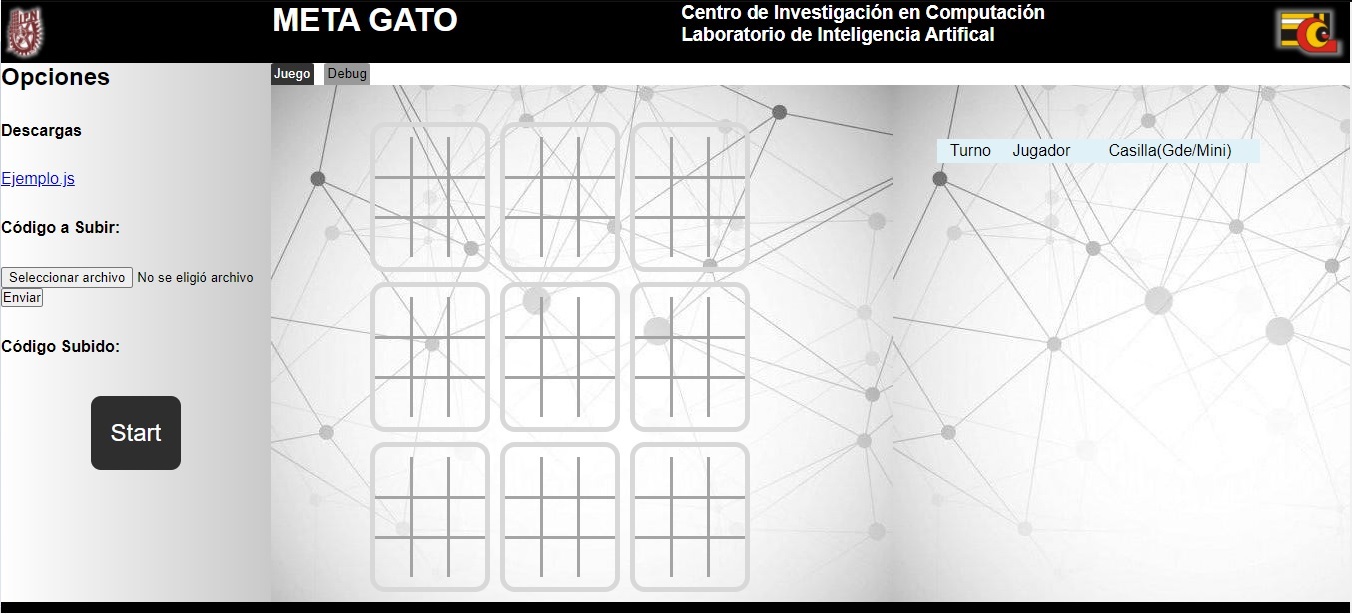 IPN
META GATO
Centro de Investigación en Computación
Laboratorio de Inteligencia Artifical
Opciones
Juego
Debug
Descargas
Ejemplo.js
Código a Subir:
Seleccionar archivo No se eligió archivo
Enviar
Código Subido:
Start
Turno Jugador Casilla(Gde/Mini)